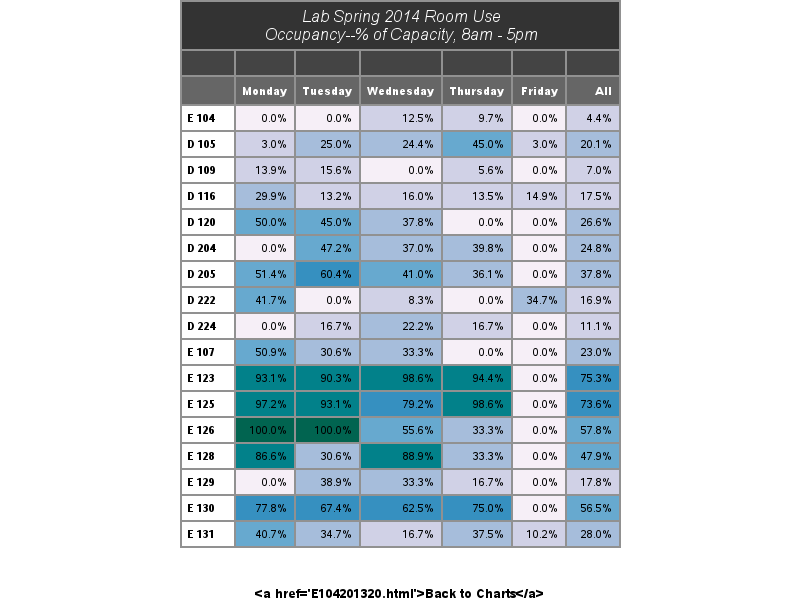 Lab Spring 2014 Room Use
Occupancy--% of Capacity, 8am - 5pm
Monday Tuesday Wednesday Thursday Friday All
E 104 0.0% 0.0% 12.5% 9.7% 0.0% 4.4%
D 105 3.0% 25.0% 24.4% 45.0% 3.0% 20.1%
D 109 13.9% 15.6% 0.0% 5.6% 0.0% 7.0%
D 116 29.9% 13.2% 16.0% 13.5% 14.9% 17.5%
D 120 50.0% 45.0% 37.8% 0.0% 0.0% 26.6%
D 204 0.0% 47.2% 37.0% 39.8% 0.0% 24.8%
D 205 51.4% 60.4% 41.0% 36.1% 0.0% 37.8%
D 222 41.7% 0.0% 8.3% 0.0% 34.7% 16.9%
D 224 0.0% 16.7% 22.2% 16.7% 0.0% 11.1%
E 107 50.9% 30.6% 33.3% 0.0% 0.0% 23.0%
E 123 93.1% 90.3% 98.6% 94.4% 0.0% 75.3%
E 125 97.2% 93.1% 79.2% 98.6% 0.0% 73.6%
E 126 100.0% 100.0% 55.6% 33.3% 0.0% 57.8%
E 128 86.6% 30.6% 88.9% 33.3% 0.0% 47.9%
E 129 0.0% 38.9% 33.3% 16.7% 0.0% 17.8%
E 130 77.8% 67.4% 62.5% 75.0% 0.0% 56.5%
E 131 40.7% 34.7% 16.7% 37.5% 10.2% 28.0%
<a href='E104201320.html'>Back to Charts</a>